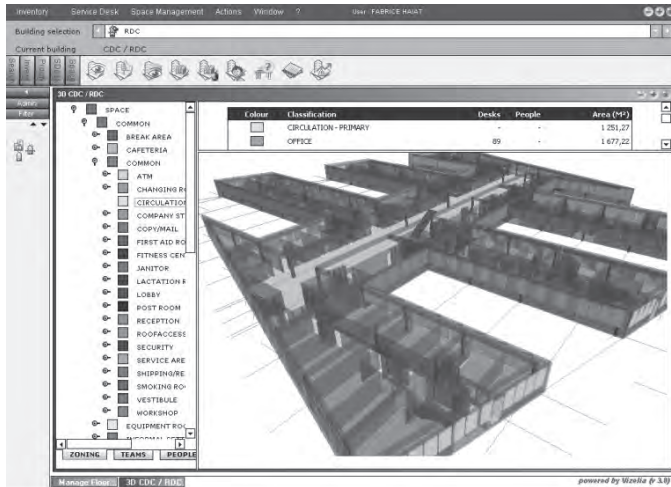 Inventory Service Desk Space Management Actions Window ? User : FABRICE HAIAT
Building selection RDC
Current building CDC / RDC
3D CDC /RDC
Admin
Filter
SPACE
COMMON
BREAK AREA
CAFETERIA
COMMON
ATM
CHANGING RO
CIRCULATION
COMPANY ST
COPY/MAIL
FIRST AID RO
FITNESS CEN
JANITOR
LACTATION R
LOBBY
POST ROOM
RECEPTION
ROOFACCESS
SECURITY
SERVICE ARE
SHIPPING/RE
SMOKING RO
VESTIBULE
WORKSHOP
EQUIPMENT ROO
ZONING TEAMS PEOPLE
Colour Classification Desks People Area (M²)
CIRCULATION - PRIMARY - - 1 251,27
OFFICE 89 - 1 677,22
Manage Floor 3D CDC / RDC
powered by Vizelia (v 3.0)